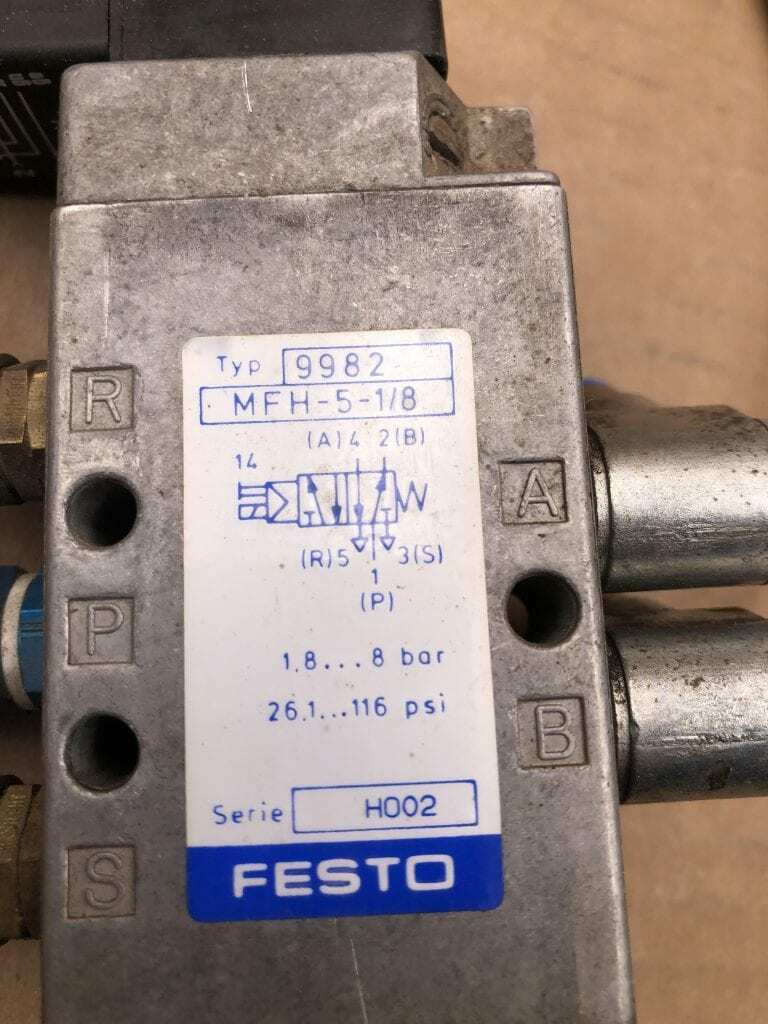 R
P
S
A
B
Typ 9982
MFH-5-1/8
(A)4 2(B)
14
(R)5 3(S)
1
(P)
1,8...8 bar
26,1...116 psi
Serie H002
FESTO